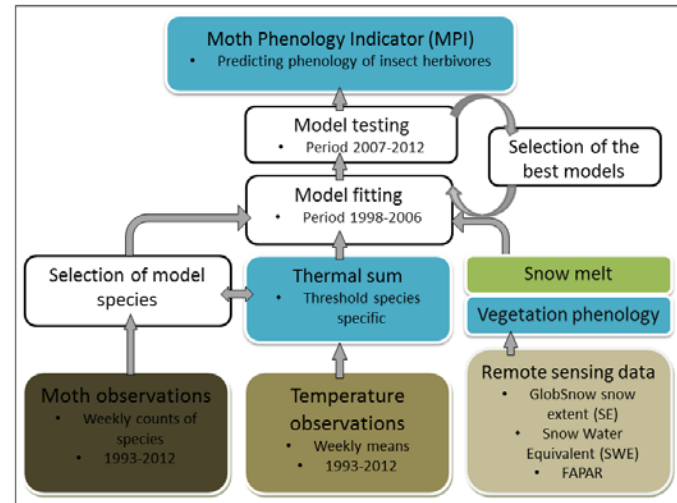 Moth Phenology Indicator (MPI)
• Predicting phenology of insect herbivores
Model testing
• Period 2007-2012
Selection of the
best models
Model fitting
• Period 1998-2006
Selection of model
species
Thermal sum
• Threshold species
specific
Snow melt
Vegetation phenology
Moth observations
• Weekly counts of
species
• 1993-2012
Temperature
observations
• Weekly means
• 1993-2012
Remote sensing data
• GlobSnow snow
extent (SE)
• Snow Water
Equivalent (SWE)
• FAPAR